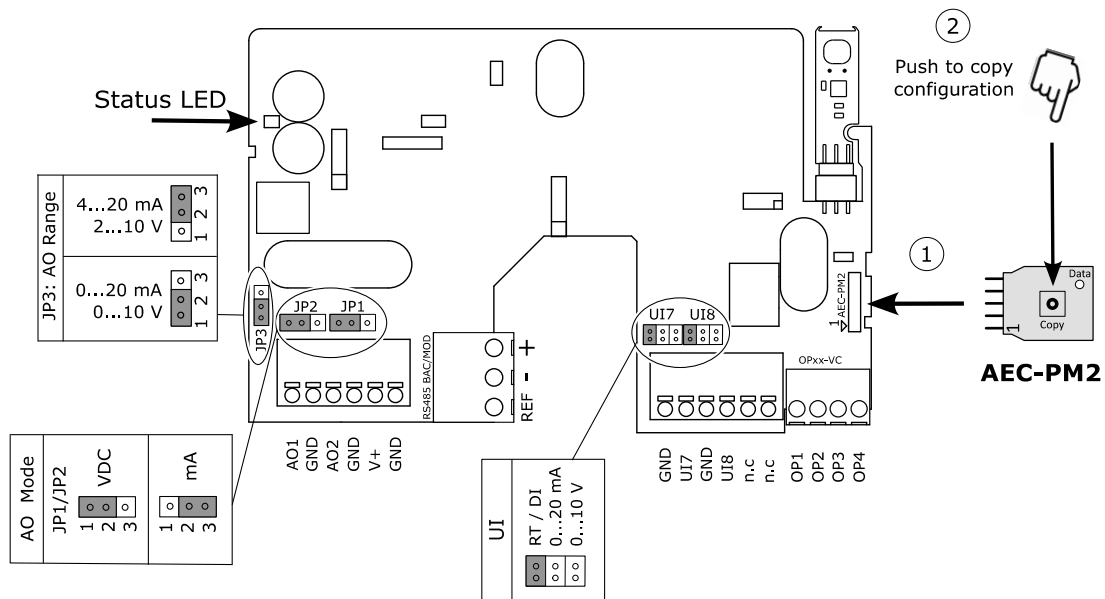 2
Push to copy
configuration
Status LED
JP3: AO Range
4...20 mA
2...10 V
1 2 3
0...20 mA
0...10 V
1 2 3
1
Data
1
Copy
AEC-PM2
JP3
JP2
JP1
RS485 BAC/MOD
+
-
REF
UI7
UI8
1
AEC-PM2
OPxx-VC
AO1
GND
AO2
GND
V+
GND
GND
UI7
GND
UI8
n.c
n.c
OP1
OP2
OP3
OP4
AO Mode
JP1/JP2
VDC
1 2 3
mA
1 2 3
UI
RT / DI
0...20 mA
0...10 V